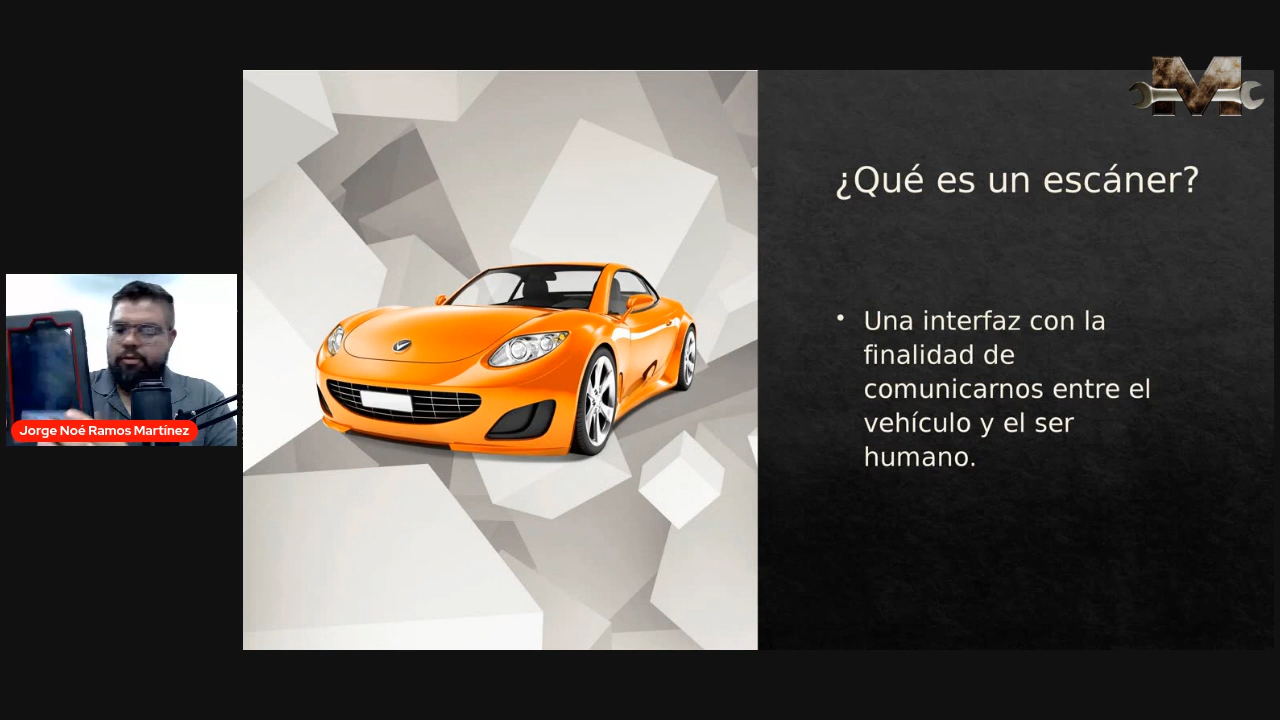 M
¿Qué es un escáner?
• Una interfaz con la
finalidad de
comunicarnos entre el
vehículo y el ser
humano.
Jorge Noé Ramos Martínez